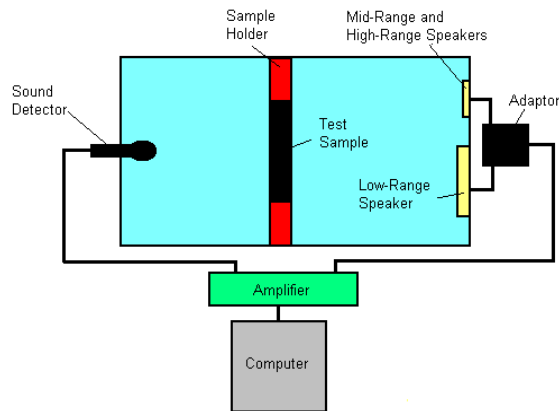 Sample
Holder
Mid-Range and
High-Range Speakers
Sound
Detector
Adaptor
Test
Sample
Low-Range
Speaker
Amplifier
Computer